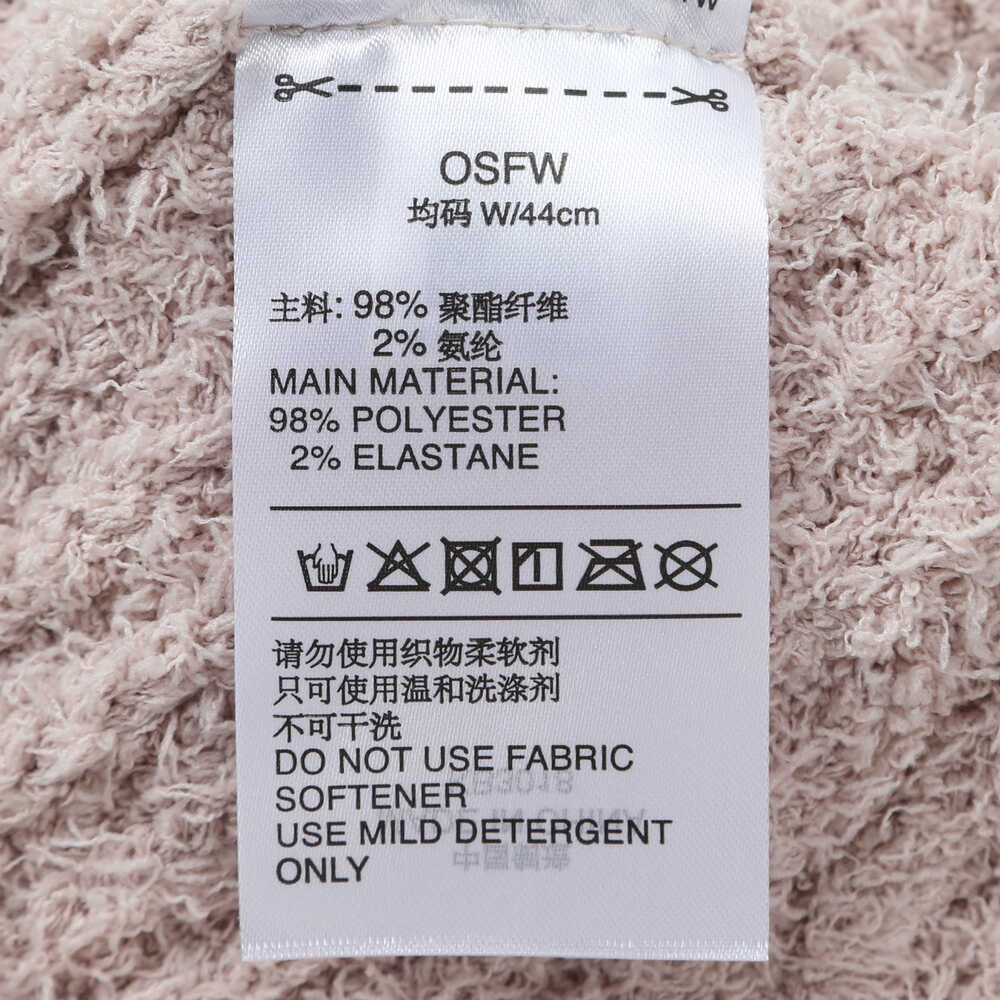 OSFW
均码 W/44cm
主料: 98% 聚酯纤维
2% 氨纶
MAIN MATERIAL:
98% POLYESTER
2% ELASTANE
请勿使用织物柔软剂
只可使用温和洗涤剂
不可干洗
DO NOT USE FABRIC
SOFTENER
USE MILD DETERGENT
ONLY